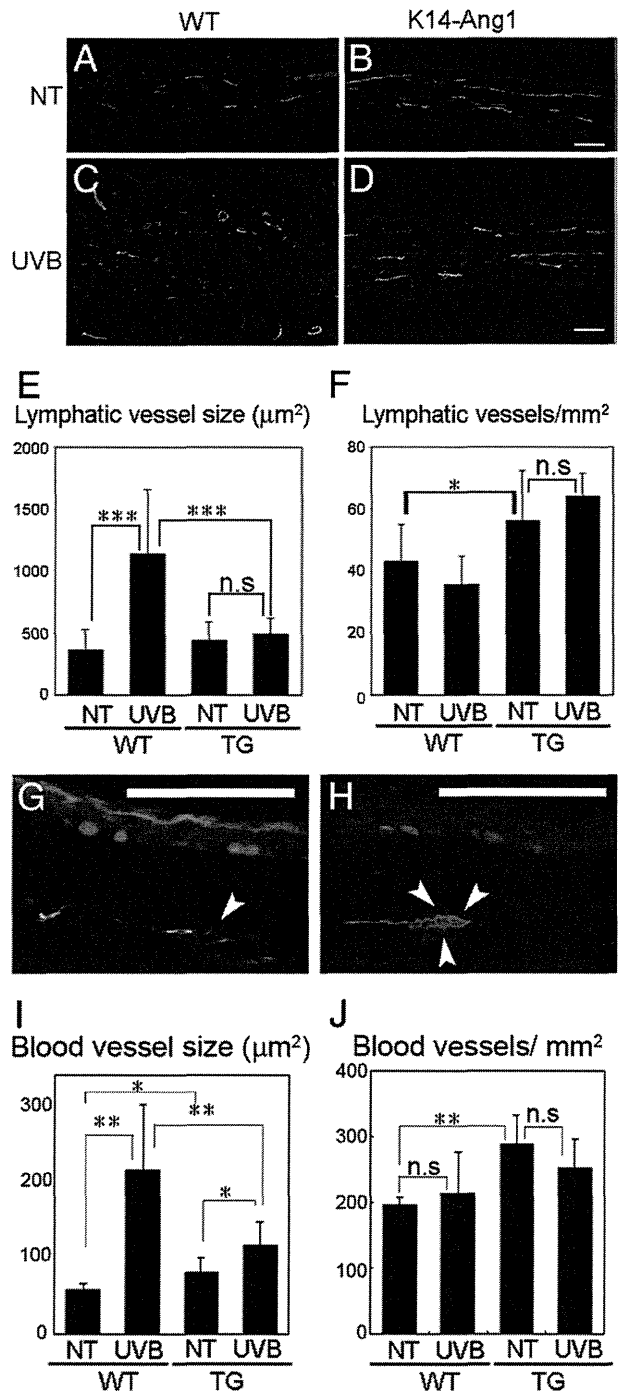 WT K14-Ang1
A B
NT
C D
UVB
E F
Lymphatic vessel size (µm²) Lymphatic vessels/mm²
2000 80
1500 60
1000 40
500 20
0 0
*** *** n.s
* n.s
NT UVB NT UVB NT UVB NT UVB
WT TG WT TG
G H
I J
Blood vessel size (µm²) Blood vessels/ mm²
300 400
200 300
100 200
0 100
0
* ** ** *
** n.s n.s
NT UVB NT UVB NT UVB NT UVB
WT TG WT TG